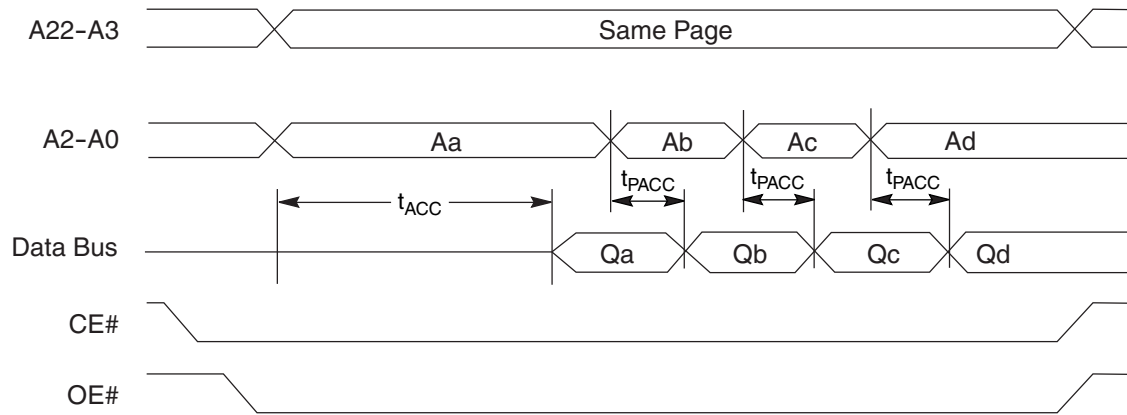 A22-A3 Same Page
A2-A0 Aa Ab Ac Ad
tACC tPACC tPACC tPACC
Data Bus Qa Qb Qc Qd
CE#
OE#